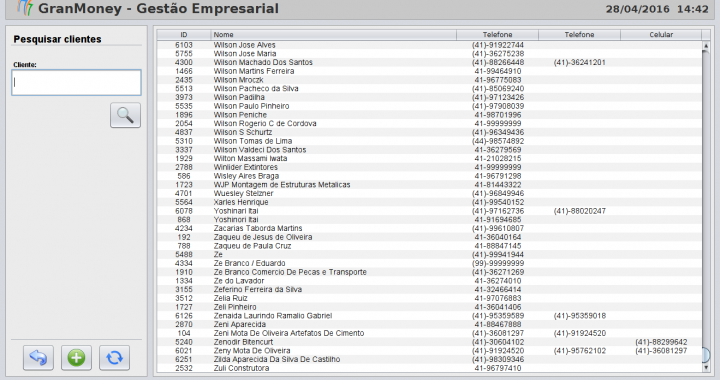 GranMoney - Gestão Empresarial 28/04/2016 14:42
Pesquisar clientes
Cliente:
ID Nome Telefone Telefone Celular
6103 Wilson Jose Alves (41)-91922744
5755 Wilson Jose Maria (41)-36275238
4300 Wilson Machado Dos Santos (41)-88266448 (41)-36241201
1466 Wilson Martins Ferreira 41-99464910
2435 Wilson Mroczk 41-96775083
5513 Wilson Pacheco da Silva (41)-85069240
3973 Wilson Padilha (41)-97123426
5535 Wilson Paulo Pinheiro (41)-97908039
1896 Wilson Peniche 41-98701996
2054 Wilson Rogerio C de Cordova 41-99999999
4837 Wilson S Schurtz (41)-96349436
5310 Wilson Tomas de Lima (44)-98574892
3337 Wilson Valdeci Dos Santos 41-36279569
1929 Wilton Massami Iwata 41-21028215
2788 Winlider Extintores 41-99999999
586 Wisley Aires Braga 41-96791298
1723 WJP Montagem de Estruturas Metalicas 41-81443322
4701 Wuesley Stelzner (41)-96849946
5564 Xarles Henrique (41)-99540152
6078 Yoshinari Itai (41)-97162736 (41)-88020247
868 Yoshinari Itai 41-91694685
4234 Zacarias Taborda Martins (41)-99610807
192 Zaqueu de Jesus de Oliveira 41-36040164
788 Zaqueu de Paula Cruz 41-88847145
5488 Ze (41)-99941944
4334 Ze Branco / Eduardo (99)-99999999
1910 Ze Branco Comercio De Pecas e Transporte (41)-36271269
1334 Ze do Lavador 41-36274010
3155 Zeferino Ferreira da Silva 41-32466414
3512 Zelia Ruiz 41-97076883
1727 Zeli Pinheiro 41-36041406
6126 Zenaida Laurindo Ramalio Gabriel (41)-95359589 (41)-95359018
2870 Zeni Aparecida 41-88467888
104 Zeni Mota De Oliveira Artefatos De Cimento (41)-36081297 (41)-91924520
5240 Zenodir Bitencurt (41)-30604102 (41)-88299642
6021 Zeny Mota De Oliveira (41)-91924520 (41)-95762102 (41)-36081297
6251 Zilda Aparecida Da Silva De Castilho (41)-98309346
2532 Zuli Construtora 41-96797410